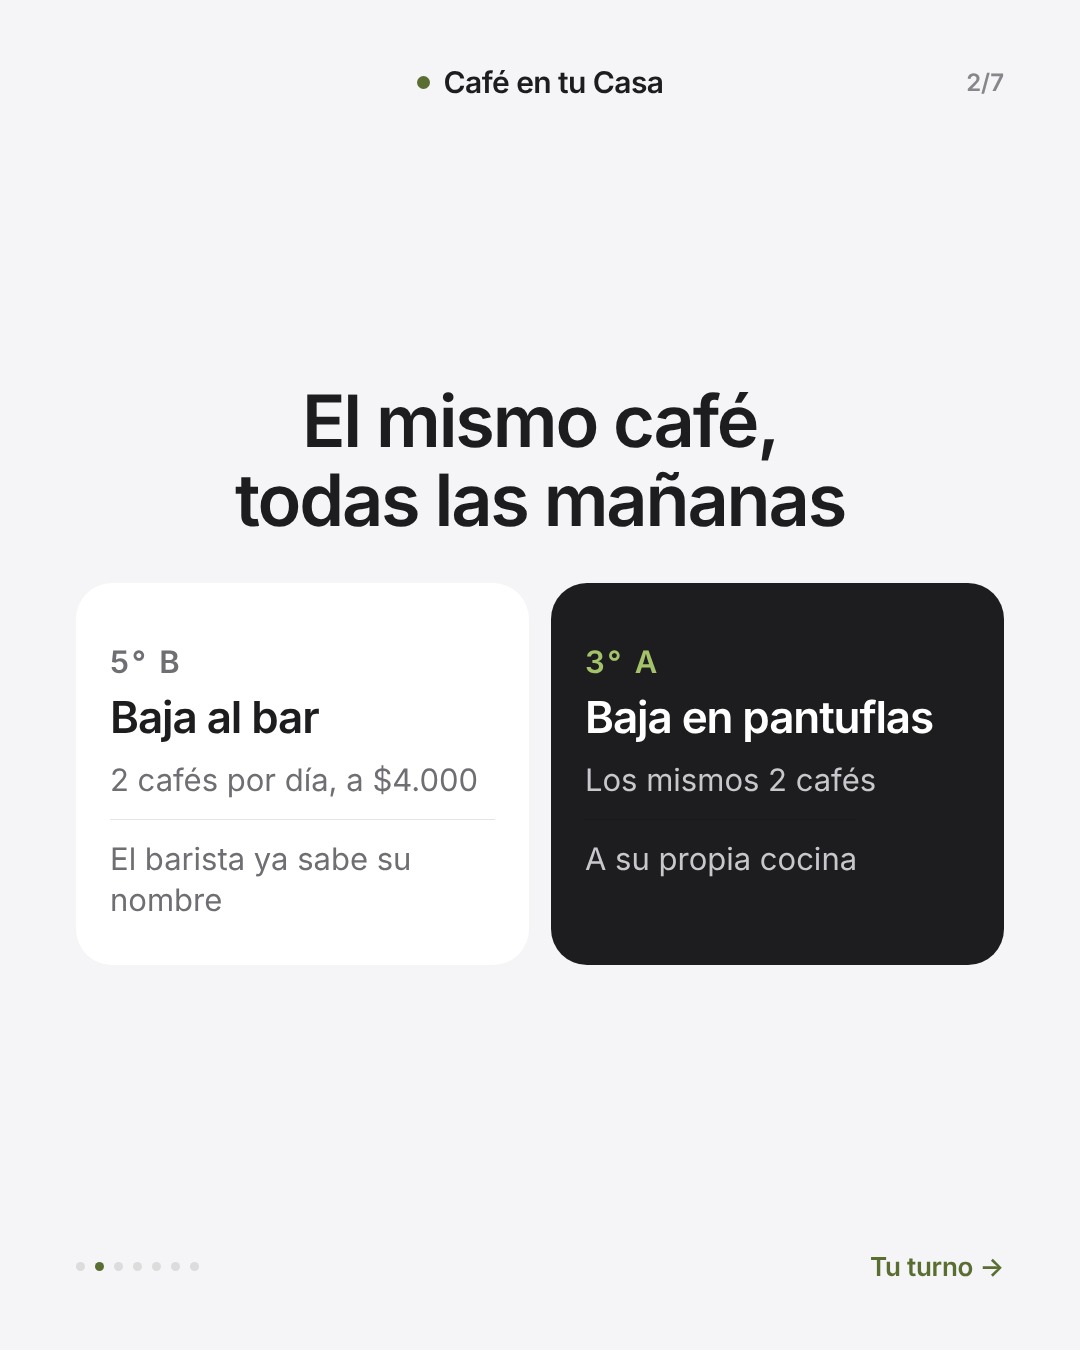 Café en tu Casa
2/7
El mismo café,
todas las mañanas
5° B
Baja al bar
2 cafés por día, a $4.000
El barista ya sabe su
nombre
3° A
Baja en pantuflas
Los mismos 2 cafés
A su propia cocina
Tu turno →